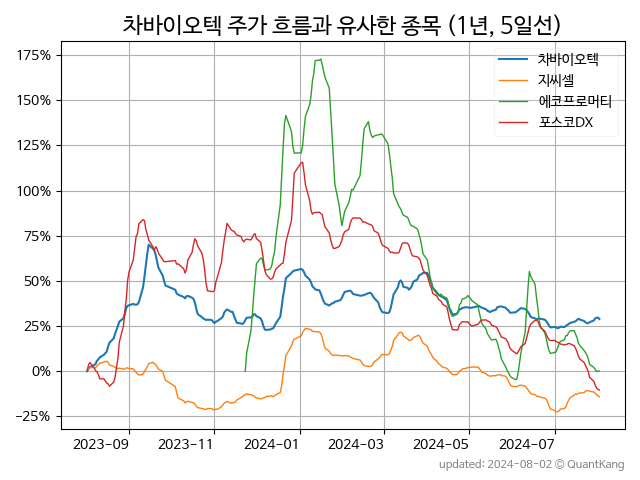 차바이오텍 주가 흐름과 유사한 종목 (1년, 5일선)
175%
150%
125%
100%
75%
50%
25%
0%
−25%
차바이오텍
지씨셀
에코프로머티
포스코DX
2023-09 2023-11 2024-01 2024-03 2024-05 2024-07
updated: 2024-08-02 © QuantKang